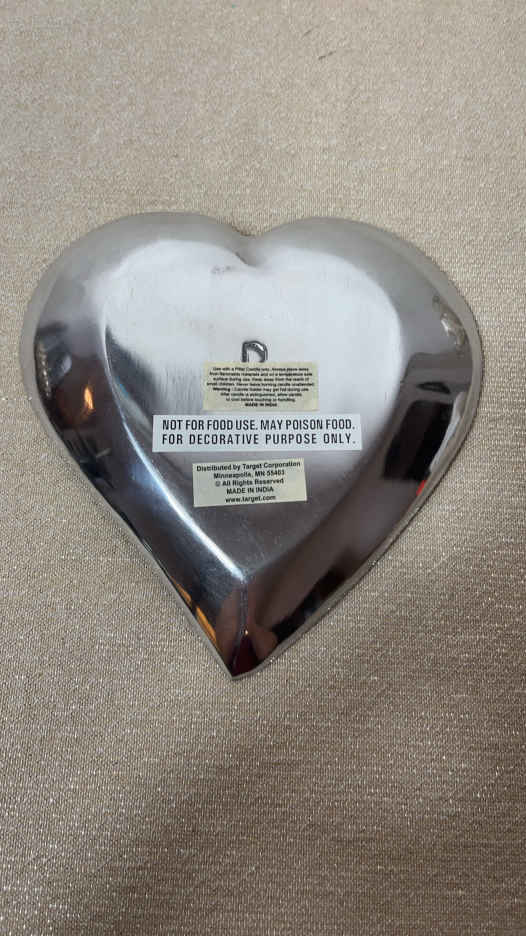 D
Use with a Pillar Candle only. Always place away
from flammable materials and on a temperature safe
surface during use. Keep away from the reach of
small children. Never leave burning candle unattended.
Warning : Candle holder may get hot during use.
After candle is extinguished, allow candle
to cool before touching or handling.
MADE IN INDIA
NOT FOR FOOD USE. MAY POISON FOOD.
FOR DECORATIVE PURPOSE ONLY.
Distributed by Target Corporation
Minneapolis, MN 55403
© All Rights Reserved
MADE IN INDIA
www.target.com